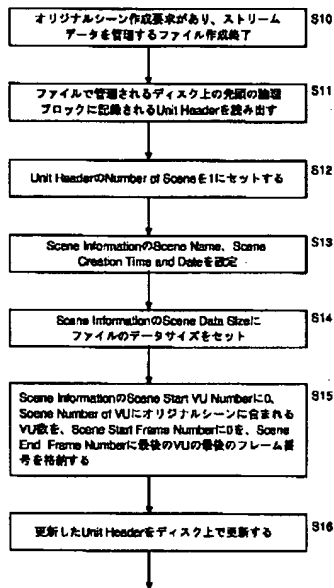 オリジナルシーン作成要求があり、ストリーム
データを管理するファイル作成終了
S10
ファイルで管理されるディスク上の先頭の論理
ブロックに記録されるUnit Headerを読み出す
S11
Unit HeaderのNumber of Sceneを1にセットする
S12
Scene InformationのScene Name、Scene
Creation Time and Dateを設定
S13
Scene InformationのScene Data Sizeに
ファイルのデータサイズをセット
S14
Scene InformationのScene Start VU Numberに0、
Scene Number of VUにオリジナルシーンに含まれる
VU数を、Scene Start Frame Numberに0を、Scene
End Frame Numberに最後のVUの最後のフレーム番
号を格納する
S15
更新したUnit Headerをディスク上で更新する
S16